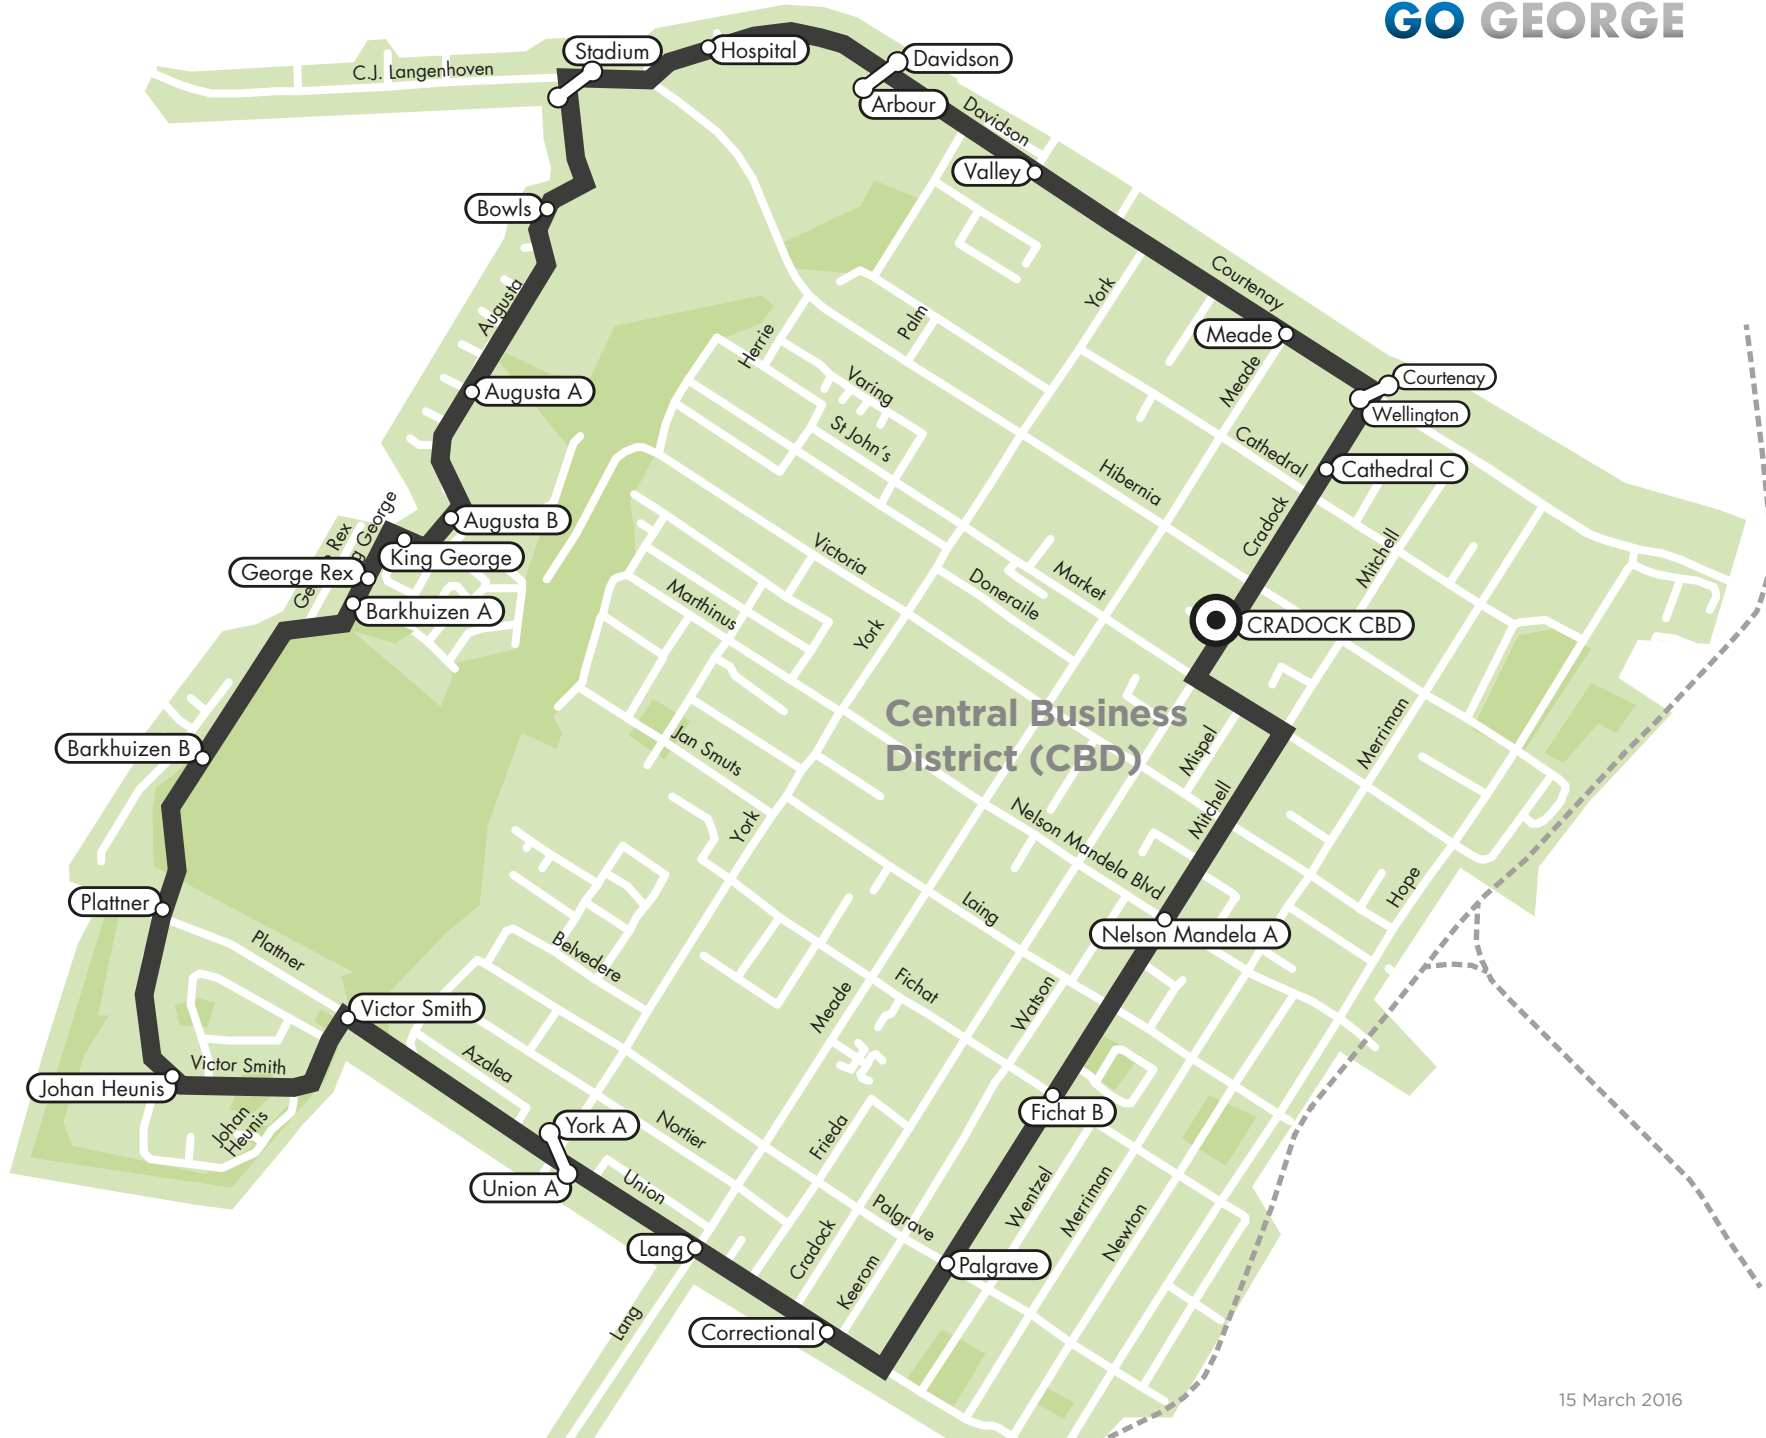 GO GEORGE
Stadium
Hospital
Davidson
C.J. Langenhoven
Arbour
Davidson
Valley
Bowls
Courtenay
York
Augusta
Palm
Meade
Herrie
Varing
Meade
Courtenay
Augusta A
Wellington
St John's
Cathedral
Cathedral C
Hibernia
King George
Augusta B
Cradock
George Rex
King George
Victoria
Mitchell
George Rex
Market
Doneraile
Barkhuizen A
Marthinus
York
CRADOCK CBD
Central Business
District (CBD)
Jan Smuts
Mispel
Merriman
Barkhuizen B
York
Nelson Mandela Blvd
Mitchell
Hope
Plattner
Laing
Nelson Mandela A
Plattner
Belvedere
Fichat
Victor Smith
Meade
Watson
Victor Smith
Azalea
Johan Heunis
Johan
Heunis
York A
Nortier
Frieda
Fichat B
Union A
Union
Wentzel
Merriman
Palgrave
Newton
Lang
Cradock
Keerom
Palgrave
Lang
Correctional
15 March 2016